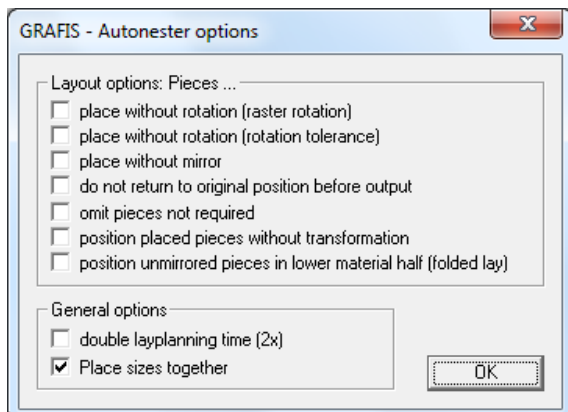 GRAFIS - Autonester options
Layout options: Pieces ...
place without rotation (raster rotation)
place without rotation (rotation tolerance)
place without mirror
do not return to original position before output
omit pieces not required
position placed pieces without transformation
position unmirrored pieces in lower material half (folded lay)
General options
double layplanning time (2x)
Place sizes together
OK